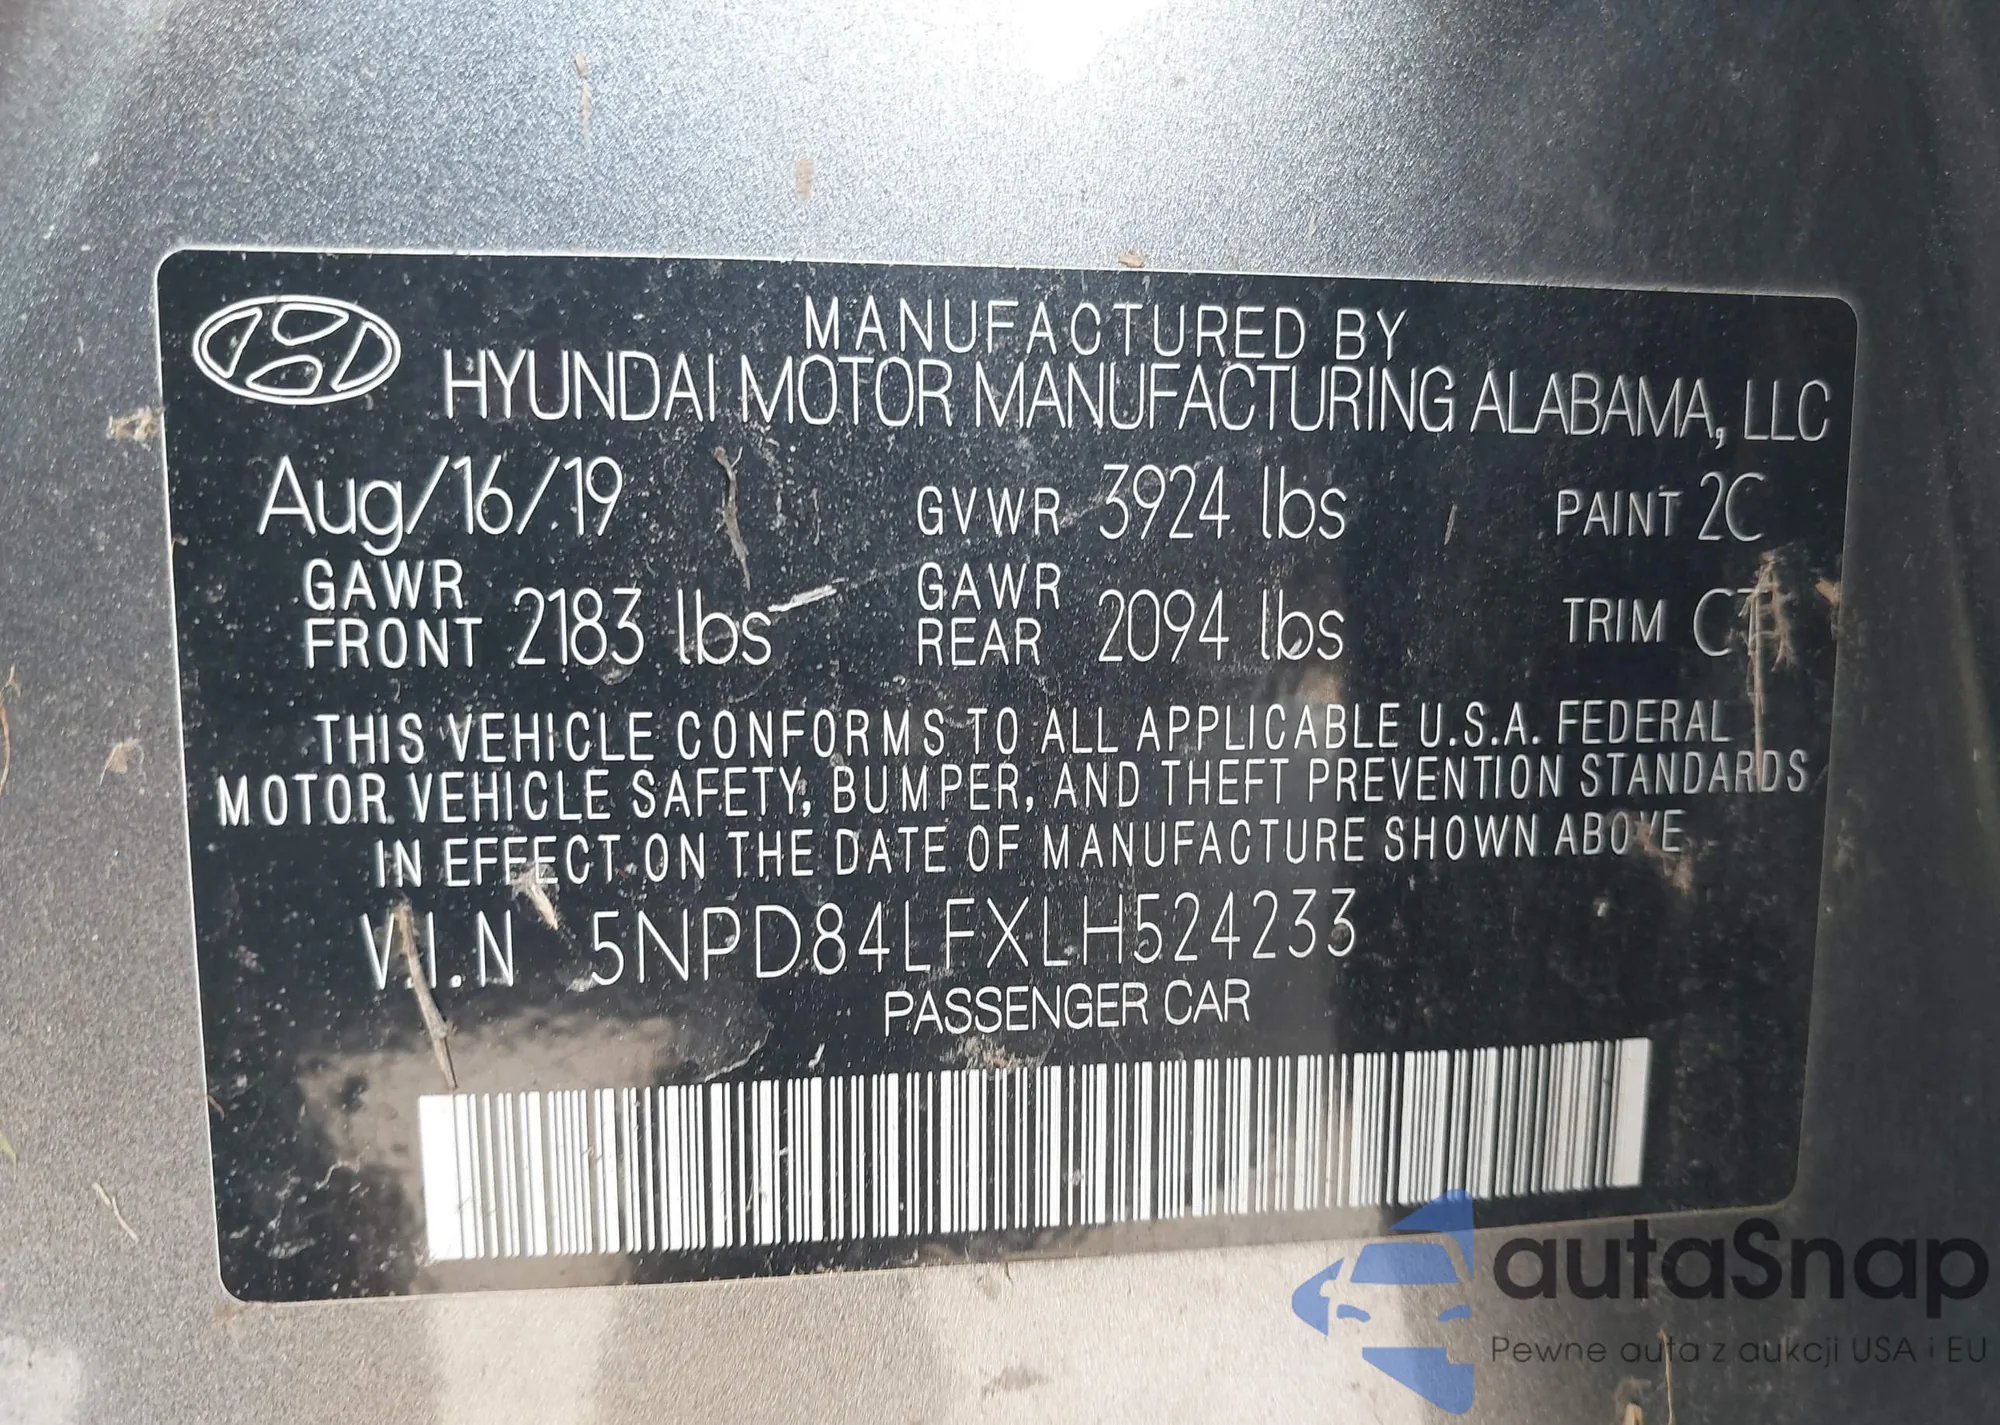 MANUFACTURED BY
HYUNDAI MOTOR MANUFACTURING ALABAMA, LLC
Aug/16/19 GVWR 3924 lbs PAINT 2C
GAWR FRONT 2183 lbs GAWR REAR 2094 lbs TRIM
THIS VEHICLE CONFORMS TO ALL APPLICABLE U.S.A. FEDERAL
MOTOR VEHICLE SAFETY, BUMPER, AND THEFT PREVENTION STANDARDS
IN EFFECT ON THE DATE OF MANUFACTURE SHOWN ABOVE
V.I.N 5NPD84LFXLH524233
PASSENGER CAR
autaSnap
Pewne auta z aukcji USA i EU